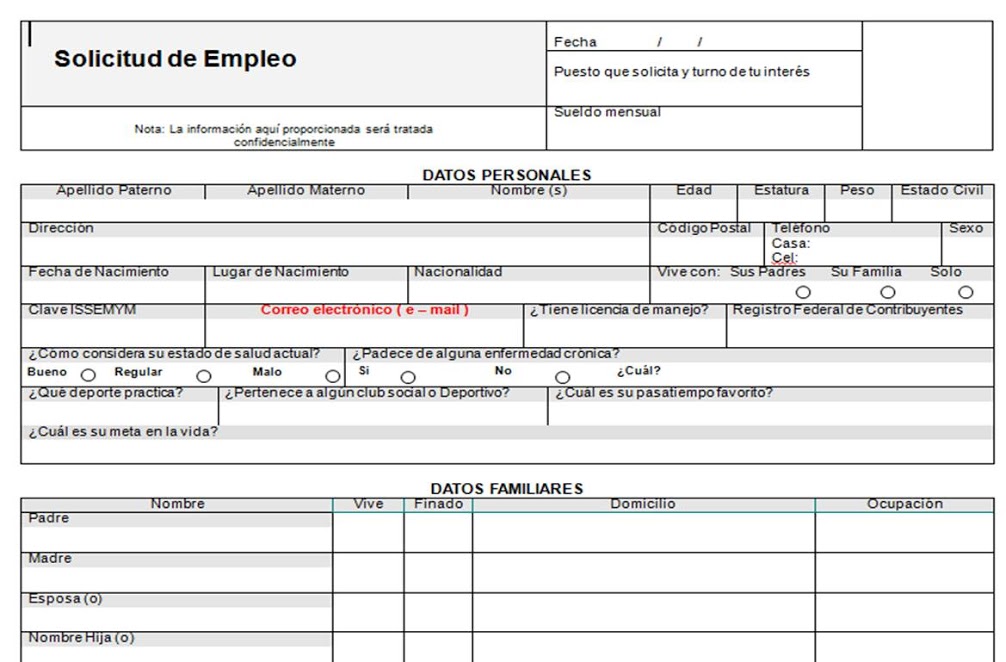 Solicitud de Empleo
Fecha / /
Puesto que solicita y turno de tu interés
Sueldo mensual
Nota: La información aquí proporcionada será tratada
confidencialmente
DATOS PERSONALES
Apellido Paterno Apellido Materno Nombre (s) Edad Estatura Peso Estado Civil
Dirección Código Postal Teléfono Sexo
Casa:
Cel:
Fecha de Nacimiento Lugar de Nacimiento Nacionalidad Vive con: Sus Padres Su Familia Solo
Clave ISSEMYM Correo electrónico ( e – mail ) ¿Tiene licencia de manejo? Registro Federal de Contribuyentes
¿Cómo considera su estado de salud actual? ¿Padece de alguna enfermedad crónica?
Bueno Regular Malo Si No ¿Cuál?
¿Qué deporte practica? ¿Pertenece a algún club social o Deportivo? ¿Cuál es su pasatiempo favorito?
¿Cuál es su meta en la vida?
DATOS FAMILIARES
Nombre Vive Finado Domicilio Ocupación
Padre
Madre
Esposa (o)
Nombre Hija (o)